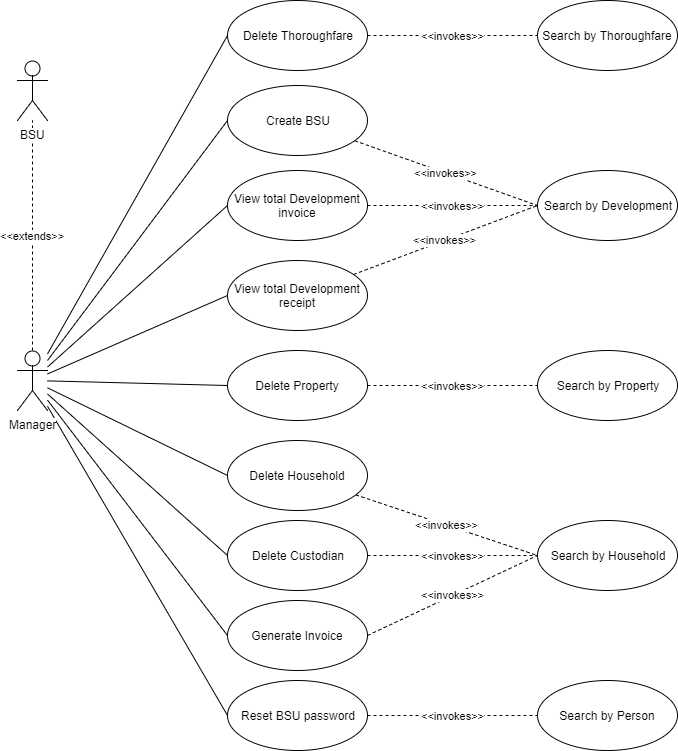 Delete Thoroughfare
<<invokes>>
Search by Thoroughfare
BSU
Create BSU
<<invokes>>
View total Development
invoice
<<invokes>>
Search by Development
<<extends>>
<<invokes>>
View total Development
receipt
Manager
Delete Property
<<invokes>>
Search by Property
Delete Household
<<invokes>>
Delete Custodian
<<invokes>>
Search by Household
<<invokes>>
Generate Invoice
Reset BSU password
<<invokes>>
Search by Person